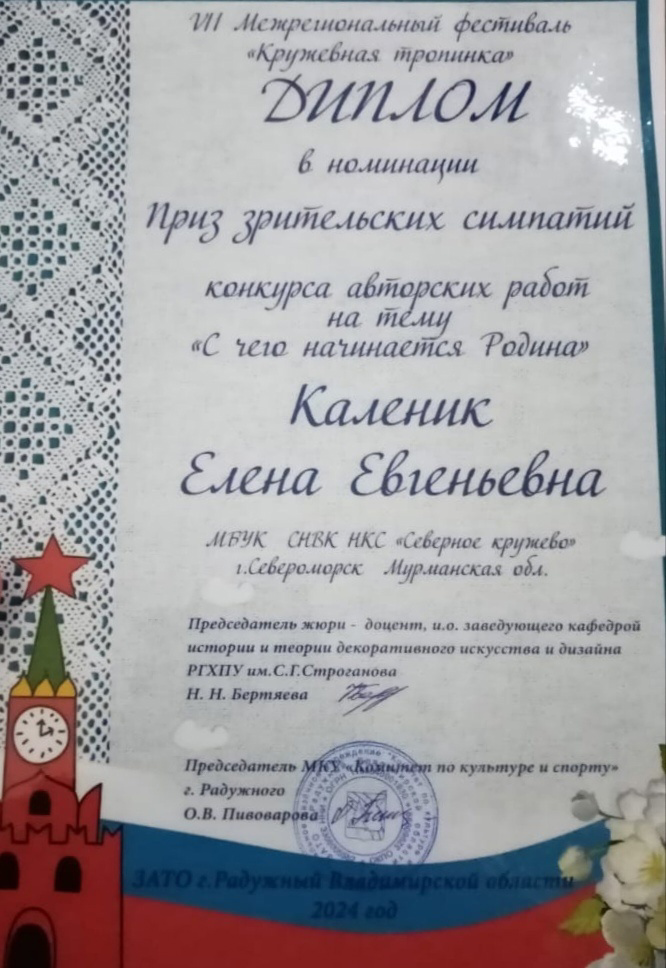 VII Межрегиональный фестиваль
«Кружевная тропинка»
ДИПЛОМ
в номинации
Приз зрительских симпатий
конкурса авторских работ
на тему
«С чего начинается Родина»
Каленик
Елена Евгеньевна
МБУК СНВК НКС «Северное кружево»
г.Североморск Мурманская обл.
Председатель жюри - доцент, и.о. заведующего кафедрой
истории и теории декоративного искусства и дизайна
РГХПУ им.С.Г.Строганова
Н. Н. Бертяева
Председатель МКУ «Комитет по культуре и спорту»
г. Радужного
О.В. Пивоварова
ЗАТО г.Радужный Владимирской области
2024 год